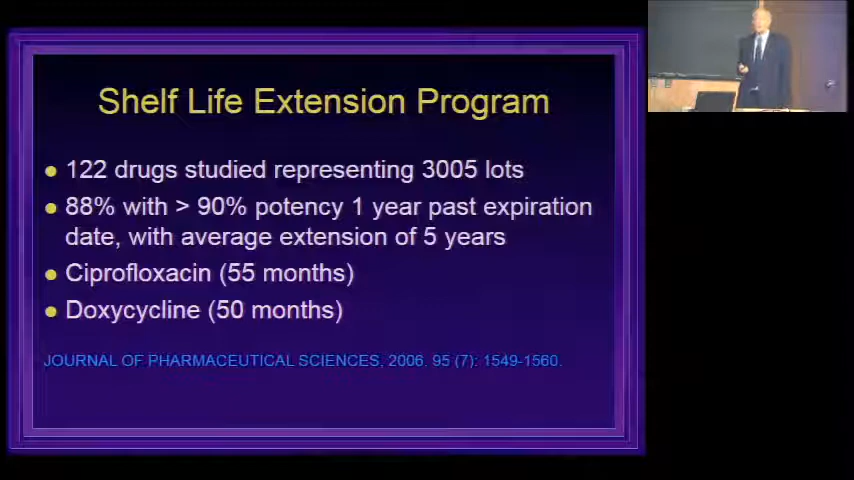 Shelf Life Extension Program
122 drugs studied representing 3005 lots
88% with > 90% potency 1 year past expiration
date, with average extension of 5 years
Ciprofloxacin (55 months)
Doxycycline (50 months)
JOURNAL OF PHARMACEUTICAL SCIENCES, 2006. 95 (7): 1549-1560.